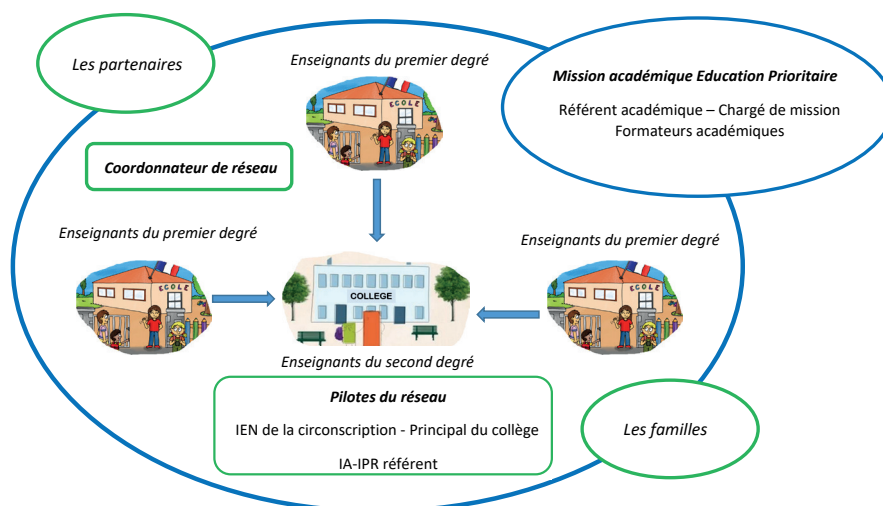 Les partenaires
Enseignants du premier degré
Mission académique Education Prioritaire
Référent académique – Chargé de mission
Formateurs académiques
ECOLE
Coordonnateur de réseau
Enseignants du premier degré
ECOLE
COLLEGE
Enseignants du premier degré
ECOLE
Enseignants du second degré
Pilotes du réseau
IEN de la circonscription - Principal du collège
IA-IPR référent
Les familles